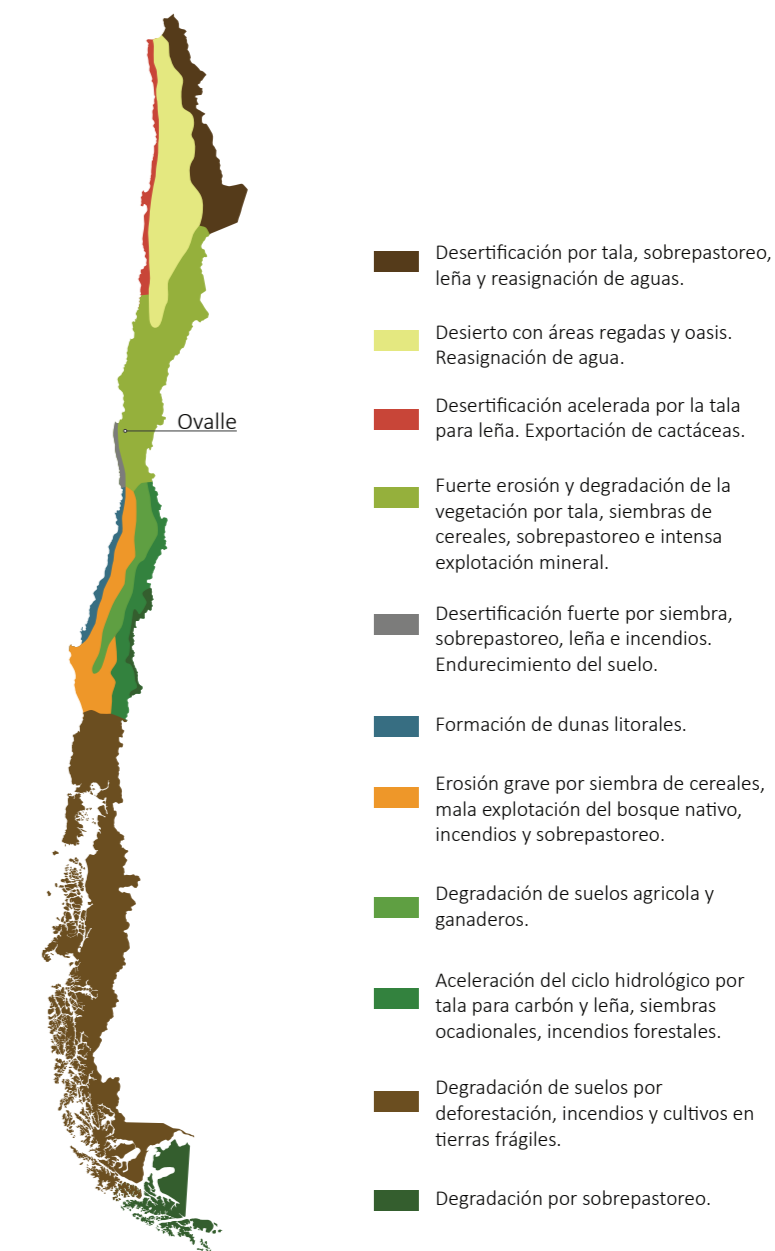 Desertificación por tala, sobrepastoreo,
leña y reasignación de aguas.
Desierto con áreas regadas y oasis.
Reasignación de agua.
Desertificación acelerada por la tala
para leña. Exportación de cactáceas.
Ovalle
Fuerte erosión y degradación de la
vegetación por tala, siembras de
cereales, sobrepastoreo e intensa
explotación mineral.
Desertificación fuerte por siembra,
sobrepastoreo, leña e incendios.
Endurecimiento del suelo.
Formación de dunas litorales.
Erosión grave por siembra de cereales,
mala explotación del bosque nativo,
incendios y sobrepastoreo.
Degradación de suelos agricola y
ganaderos.
Aceleración del ciclo hidrológico por
tala para carbón y leña, siembras
ocadionales, incendios forestales.
Degradación de suelos por
deforestación, incendios y cultivos en
tierras frágiles.
Degradación por sobrepastoreo.